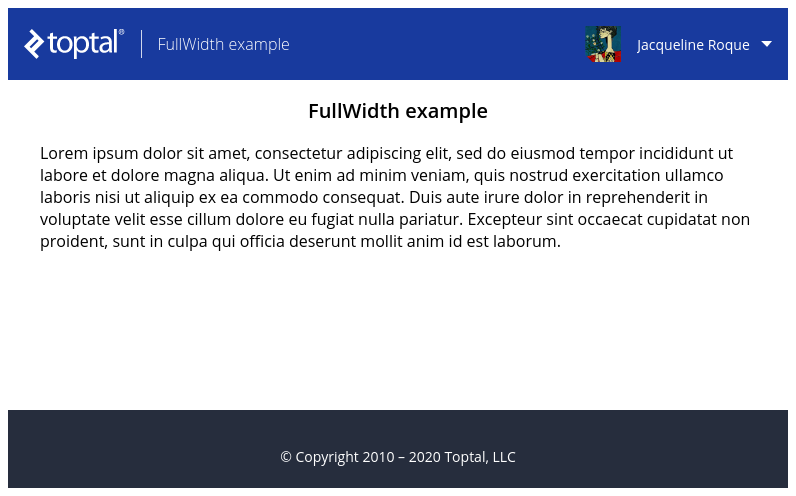 toptal®
FullWidth example
Jacqueline Roque
FullWidth example
Lorem ipsum dolor sit amet, consectetur adipiscing elit, sed do eiusmod tempor incididunt ut
labore et dolore magna aliqua. Ut enim ad minim veniam, quis nostrud exercitation ullamco
laboris nisi ut aliquip ex ea commodo consequat. Duis aute irure dolor in reprehenderit in
voluptate velit esse cillum dolore eu fugiat nulla pariatur. Excepteur sint occaecat cupidatat non
proident, sunt in culpa qui officia deserunt mollit anim id est laborum.
© Copyright 2010 – 2020 Toptal, LLC